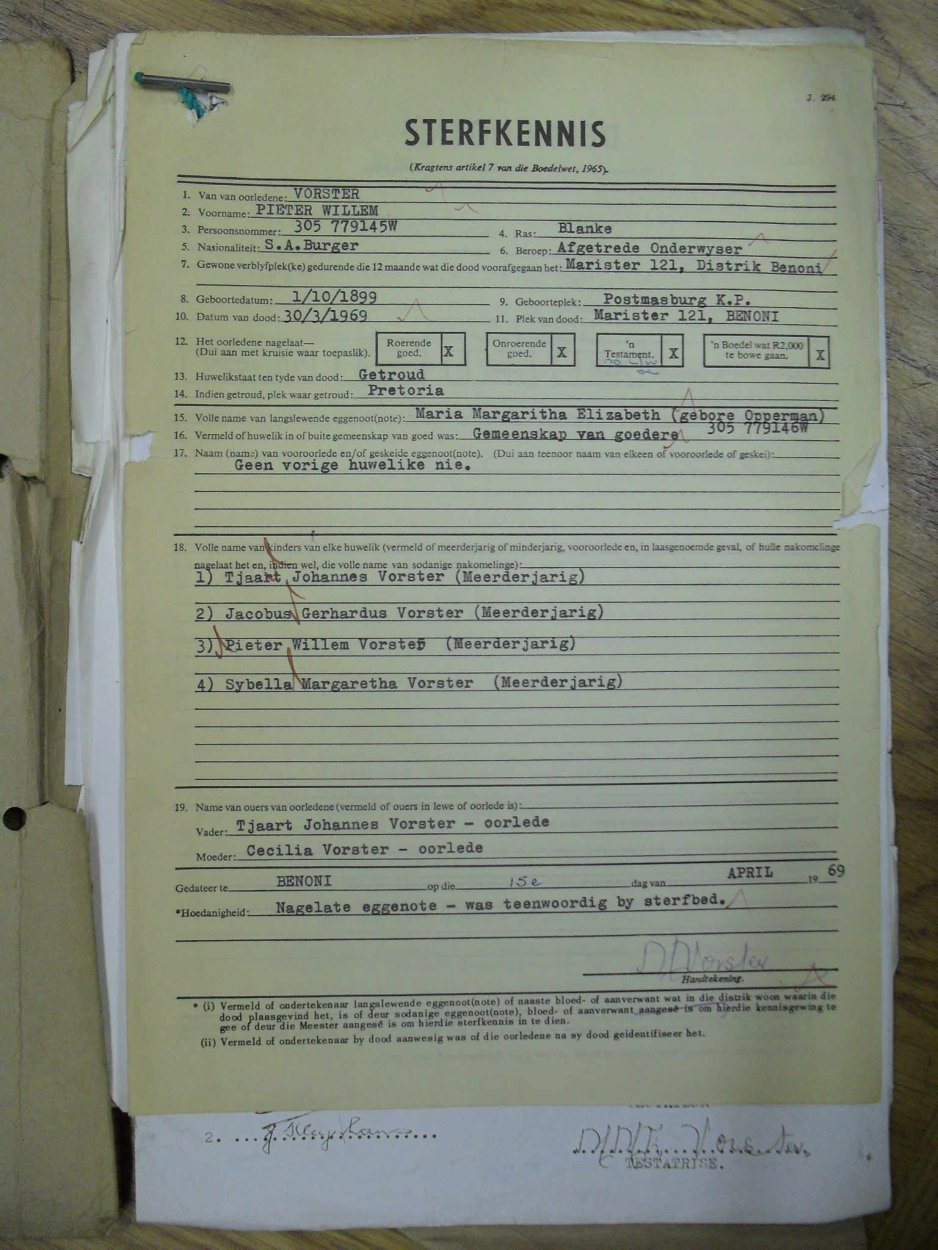 J. 294
STERFKENNIS
(Kragtens artikel 7 van die Boedelwet, 1965).
1. Van van oorledene: VORSTER
2. Voorname: PIETER WILLEM
3. Persoonsnommer: 305 779145W 4. Ras: Blanke
5. Nasionaliteit: S.A.Burger 6. Beroep: Afgetrede Onderwyser
7. Gewone verblyfplek(ke) gedurende die 12 maande wat die dood voorafgegaan het: Marister 121, Distrik Benoni
8. Geboortedatum: 1/10/1899 9. Geboorteplek: Postmasburg K.P.
10. Datum van dood: 30/3/1969 11. Plek van dood: Marister 121, BENONI
12. Het oorledene nagelaat— Roerende goed. X Onroerende goed. X 'n Testament. X 'n Boedel wat R2,000 te bowe gaan. X
(Dui aan met kruisie waar toepaslik).
13. Huwelikstaat ten tyde van dood: Getroud
14. Indien getroud, plek waar getroud: Pretoria
15. Volle name van langslewende eggenoot(note): Maria Margaritha Elizabeth (gebore Opperman)
305 779146W
16. Vermeld of huwelik in of buite gemeenskap van goed was: Gemeenskap van goedere
17. Naam (name) van vooroorlede en/of geskeide eggenoot(note). (Dui aan teenoor naam van elkeen of vooroorlede of geskei):
Geen vorige huwelike nie.
18. Volle name van kinders van elke huwelik (vermeld of meerderjarig of minderjarig, vooroorlede en, in laasgenoemde geval, of hulle nakomelinge
nagelaat het en, indien wel, die volle name van sodanige nakomelinge):
1) Tjaart Johannes Vorster (Meerderjarig)
2) Jacobus Gerhardus Vorster (Meerderjarig)
3) Pieter Willem Vorster (Meerderjarig)
4) Sybella Margaretha Vorster (Meerderjarig)
19. Name van ouers van oorledene (vermeld of ouers in lewe of oorlede is):
Vader: Tjaart Johannes Vorster - oorlede
Moeder: Cecilia Vorster - oorlede
Gedateer te BENONI op die 15e dag van APRIL 19 69
*Hoedanigheid: Nagelate eggenote - was teenwoordig by sterfbed.
Vorster
Handtekening.
* (i) Vermeld of ondertekenaar langslewende eggenoot(note) of naaste bloed- of aanverwant wat in die distrik woon waarin die
dood plaasgevind het, is of deur sodanige eggenoot(note), bloed- of aanverwant aangesê is om hierdie kennisgewing te
gee of deur die Meester aangesê is om hierdie sterfkennis in te dien.
(ii) Vermeld of ondertekenaar by dood aanwesig was of die oorledene na sy dood geidentifiseer het.
2. Vorster
TESTATRISE.